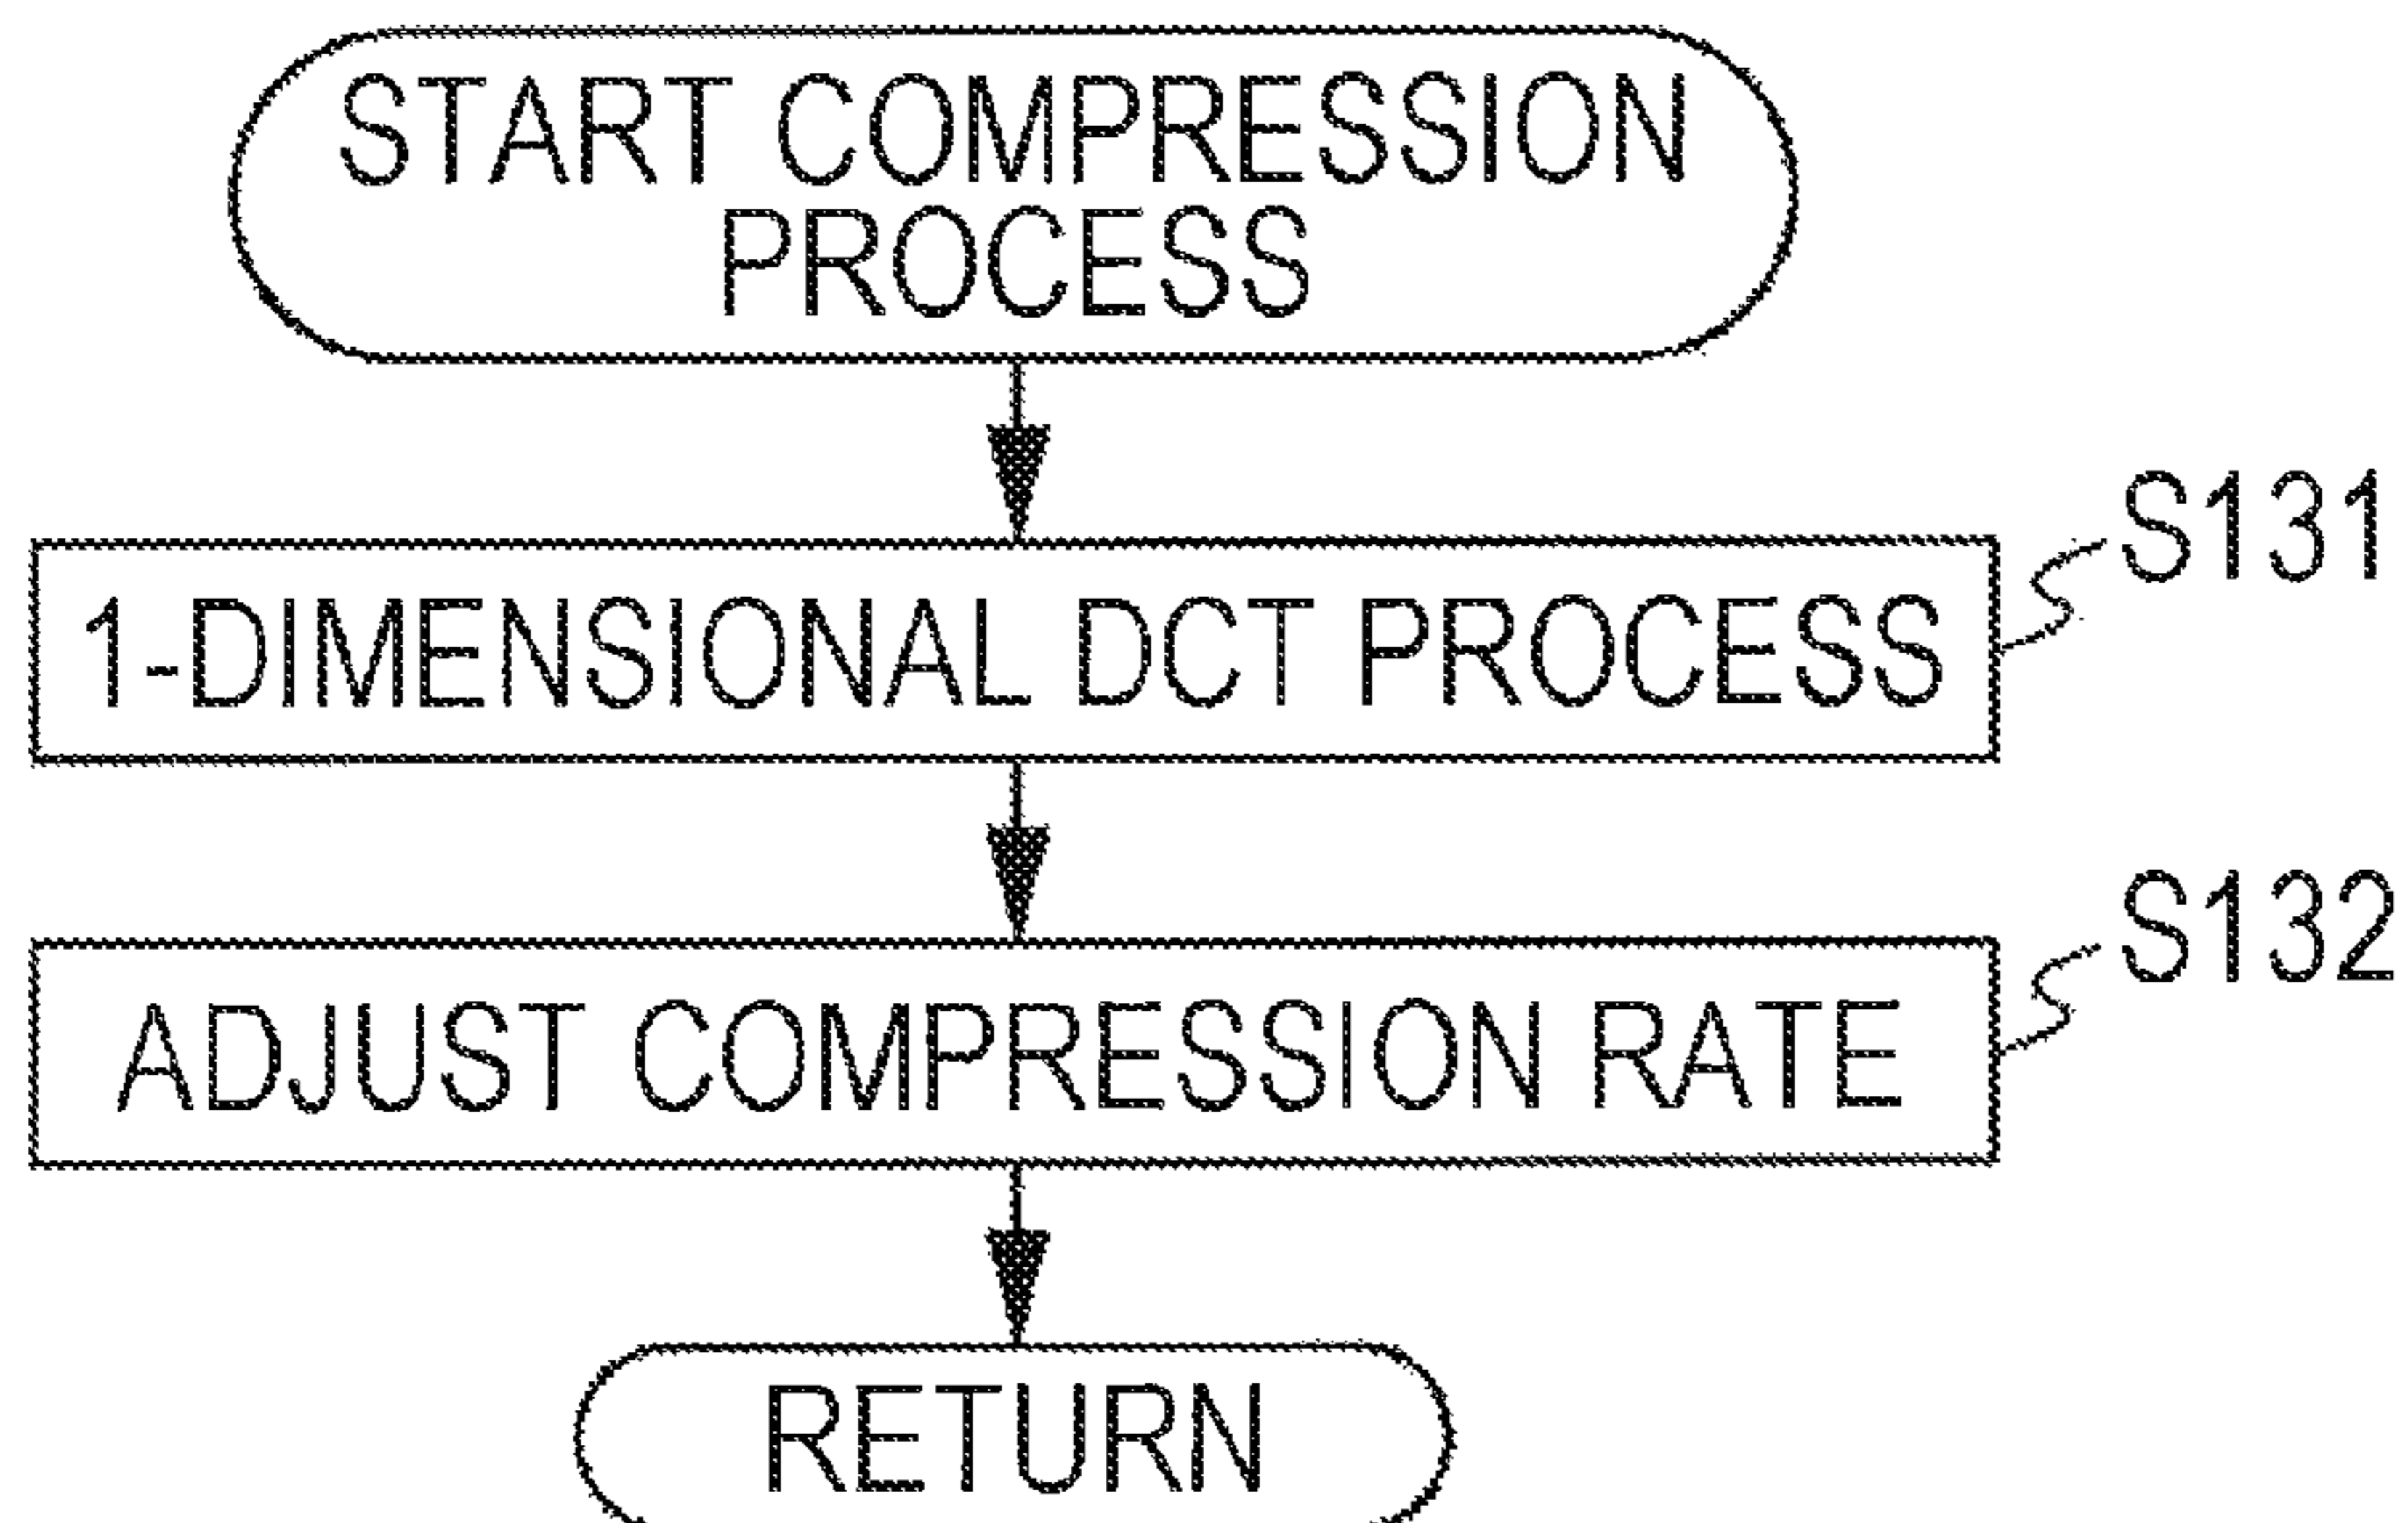 START COMPRESSION
PROCESS
S131
1-DIMENSIONAL DCT PROCESS
S132
ADJUST COMPRESSION RATE
RETURN